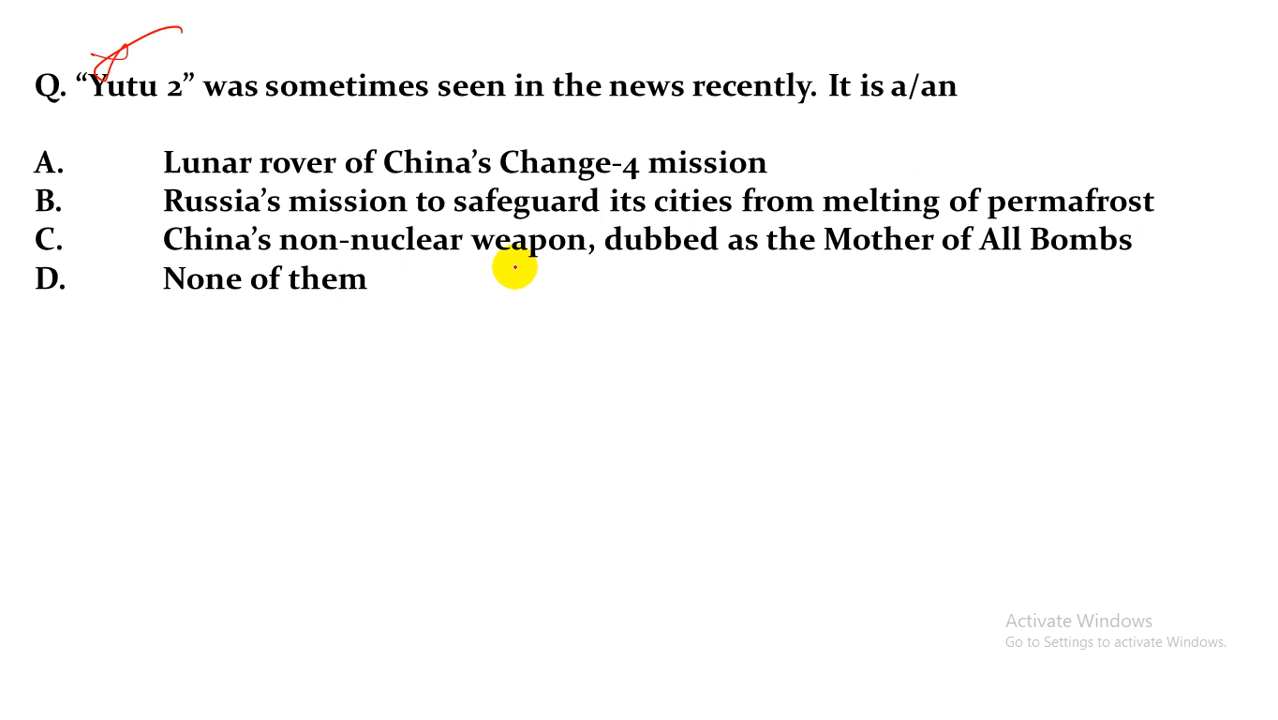 Q. “Yutu 2” was sometimes seen in the news recently. It is a/an
A. Lunar rover of China’s Change-4 mission
B. Russia’s mission to safeguard its cities from melting of permafrost
C. China’s non-nuclear weapon, dubbed as the Mother of All Bombs
D. None of them
Activate Windows
Go to Settings to activate Windows.